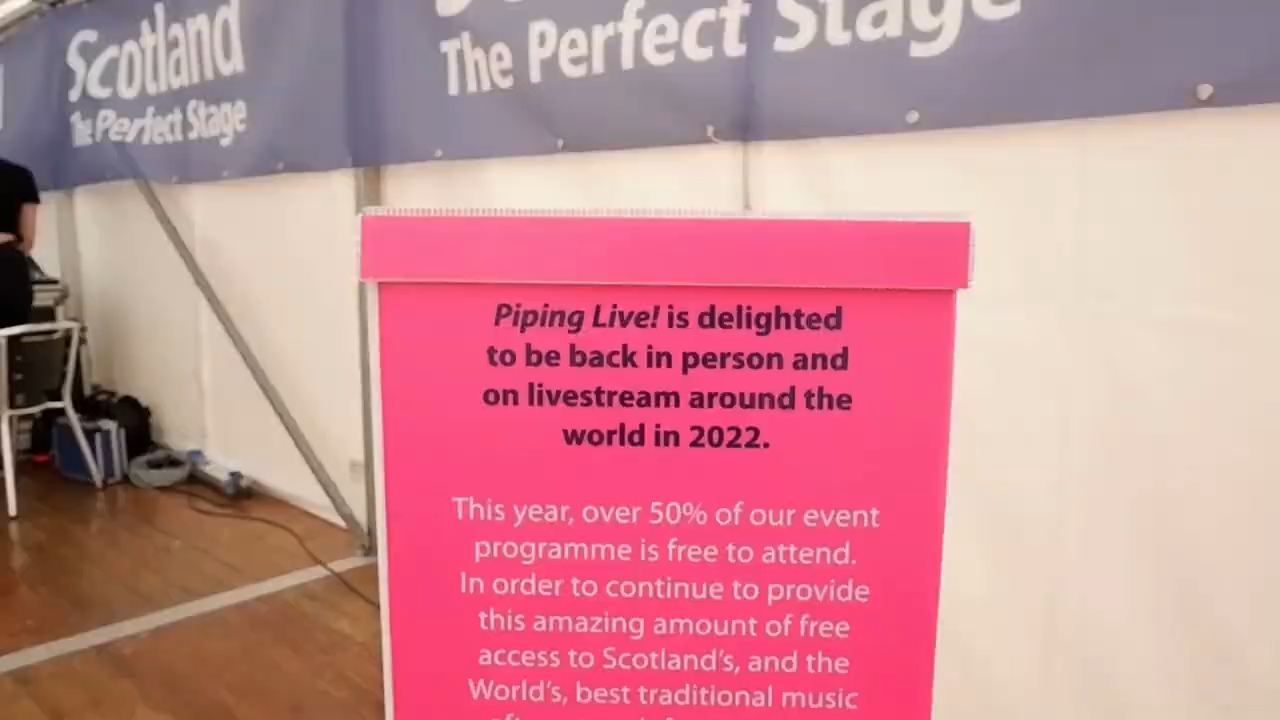 Scotland
The Perfect Stage
The Perfect Stage
Piping Live! is delighted
to be back in person and
on livestream around the
world in 2022.
This year, over 50% of our event
programme is free to attend.
In order to continue to provide
this amazing amount of free
access to Scotland's, and the
World's, best traditional music